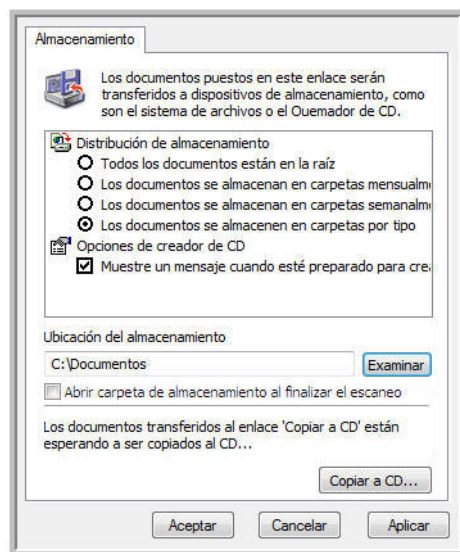 Almacenamiento
Los documentos puestos en este enlace serán
transferidos a dispositivos de almacenamiento, como
son el sistema de archivos o el Ouemador de CD.
Distribución de almacenamiento
Todos los documentos están en la raíz
Los documentos se almacenan en carpetas mensualme
Los documentos se almacenan en carpetas semanalme
Los documentos se almacenen en carpetas por tipo
Opciones de creador de CD
Muestre un mensaje cuando esté preparado para crea
Ubicación del almacenamiento
C:\Documentos
Examinar
Abrir carpeta de almacenamiento al finalizar el escaneo
Los documentos transferidos al enlace 'Copiar a CD' están
esperando a ser copiados al CD...
Copiar a CD...
Aceptar
Cancelar
Aplicar